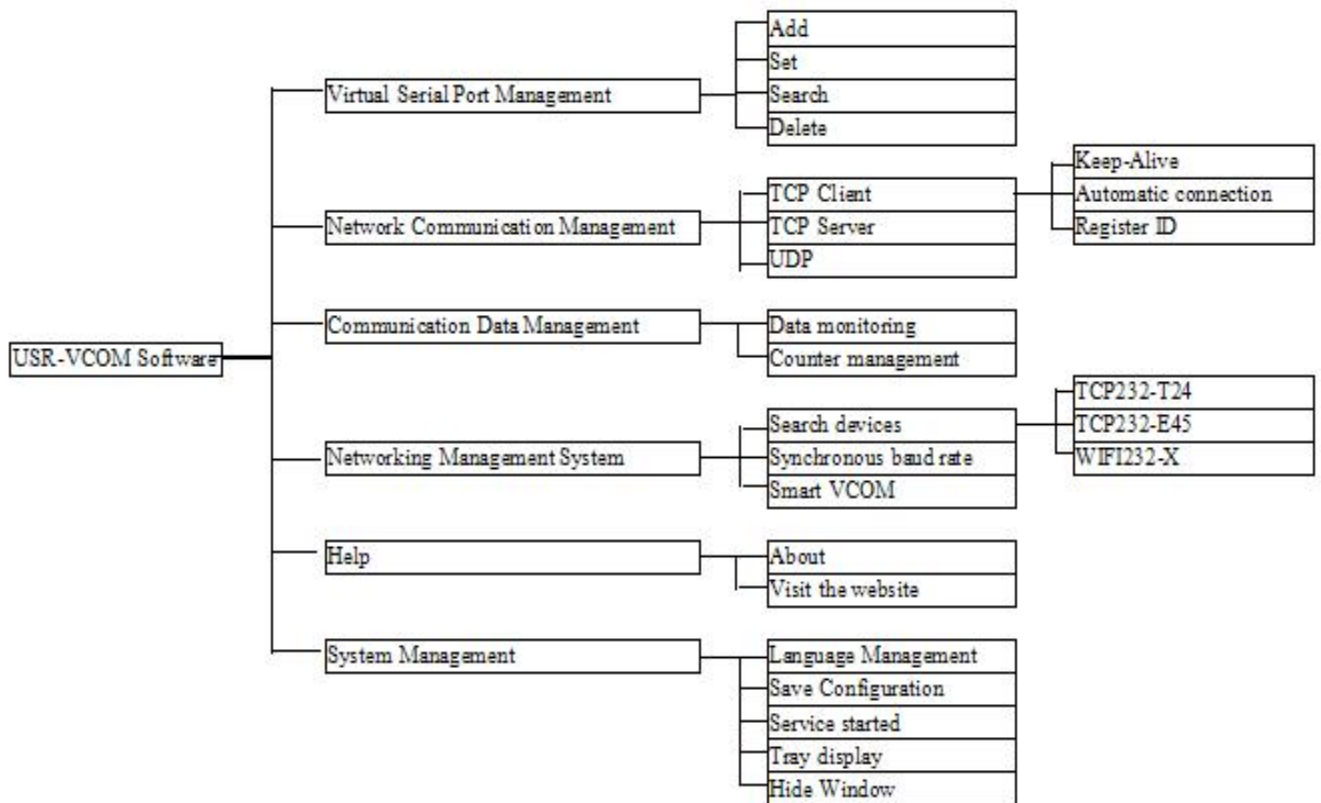 USR-VCOM Software
Virtual Serial Port Management
Add
Set
Search
Delete
Network Communication Management
TCP Client
Keep-Alive
Automatic connection
Register ID
TCP Server
UDP
Communication Data Management
Data monitoring
Counter management
Networking Management System
Search devices
TCP232-T24
TCP232-E45
WIFI232-X
Synchronous baud rate
Smart VCOM
Help
About
Visit the website
System Management
Language Management
Save Configuration
Service started
Tray display
Hide Window